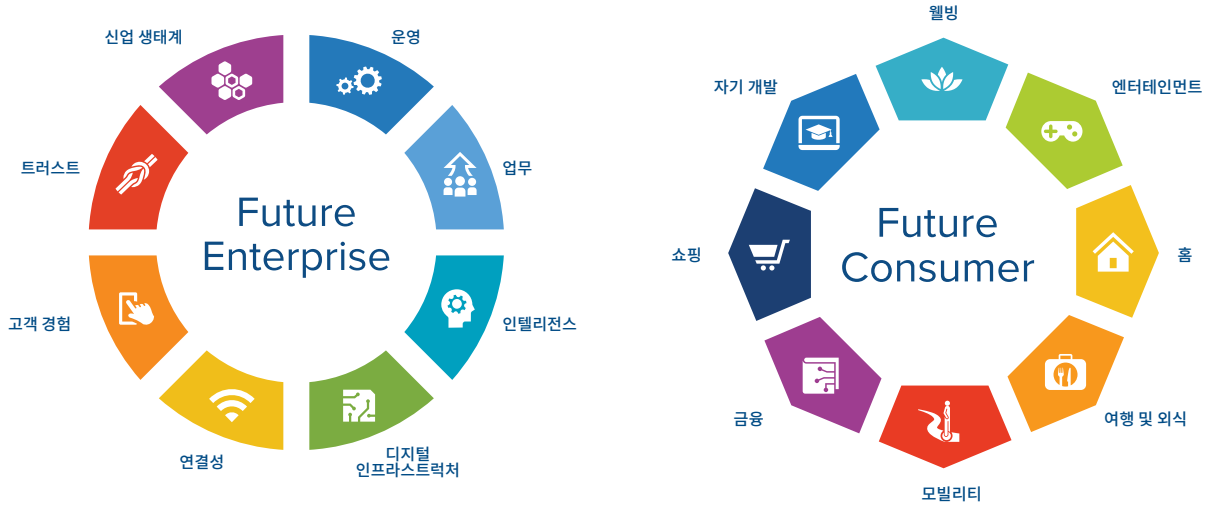 신업 생태계
운영
트러스트
업무
Future
Enterprise
고객 경험
인텔리전스
연결성
디지털
인프라스트럭처
웰빙
자기 개발
엔터테인먼트
쇼핑
Future
Consumer
홈
금융
여행 및 외식
모빌리티